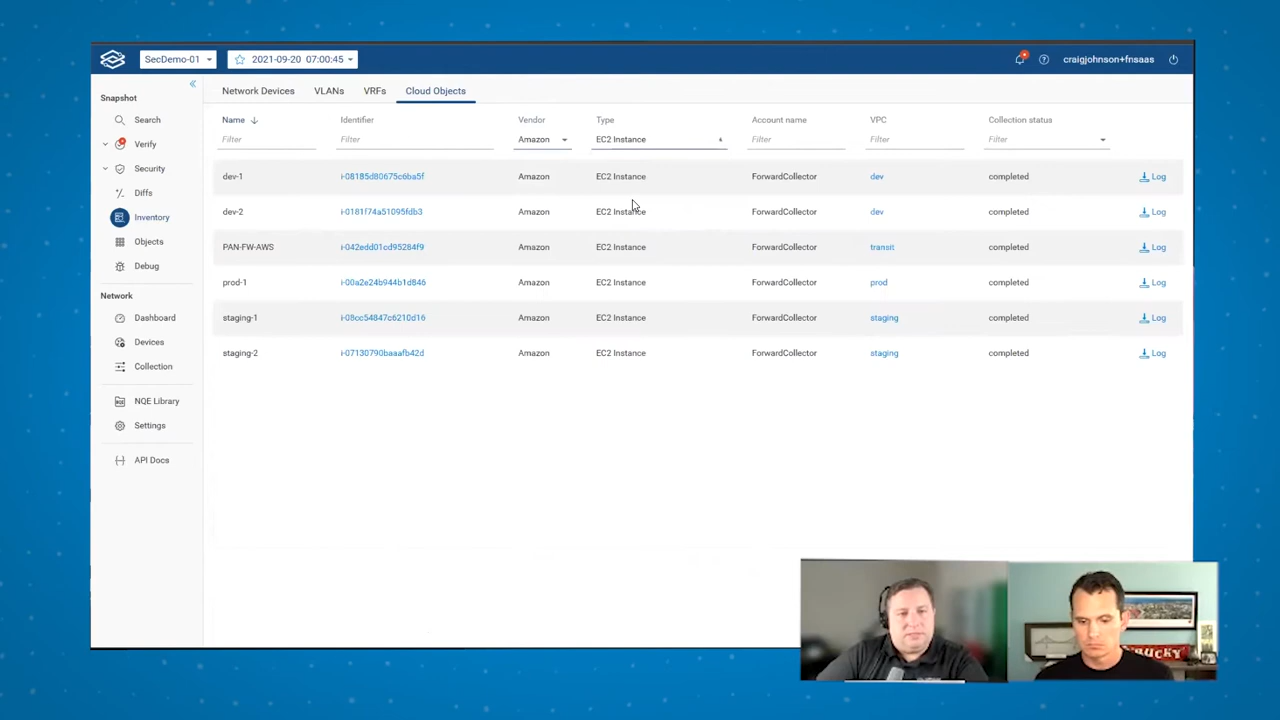 SecDemo-01
2021-09-20 07:00:45
craigjohnson+fnsaas
Snapshot
Search
Verify
Security
Diffs
Inventory
Objects
Debug
Network
Dashboard
Devices
Collection
NQE Library
Settings
API Docs
Network Devices VLANs VRFs Cloud Objects
Name Identifier Vendor Type Account name VPC Collection status
Filter Filter Amazon EC2 Instance Filter Filter Filter
dev-1 i-08185d80675c6ba5f Amazon EC2 Instance ForwardCollector dev completed Log
dev-2 i-0181f74a51095fdb3 Amazon EC2 Instance ForwardCollector dev completed Log
PAN-FW-AWS i-042edd01cd95284f9 Amazon EC2 Instance ForwardCollector transit completed Log
prod-1 i-00a2e24b944b1d846 Amazon EC2 Instance ForwardCollector prod completed Log
staging-1 i-08cc54847c6210d16 Amazon EC2 Instance ForwardCollector staging completed Log
staging-2 i-07130790baaafb42d Amazon EC2 Instance ForwardCollector staging completed Log